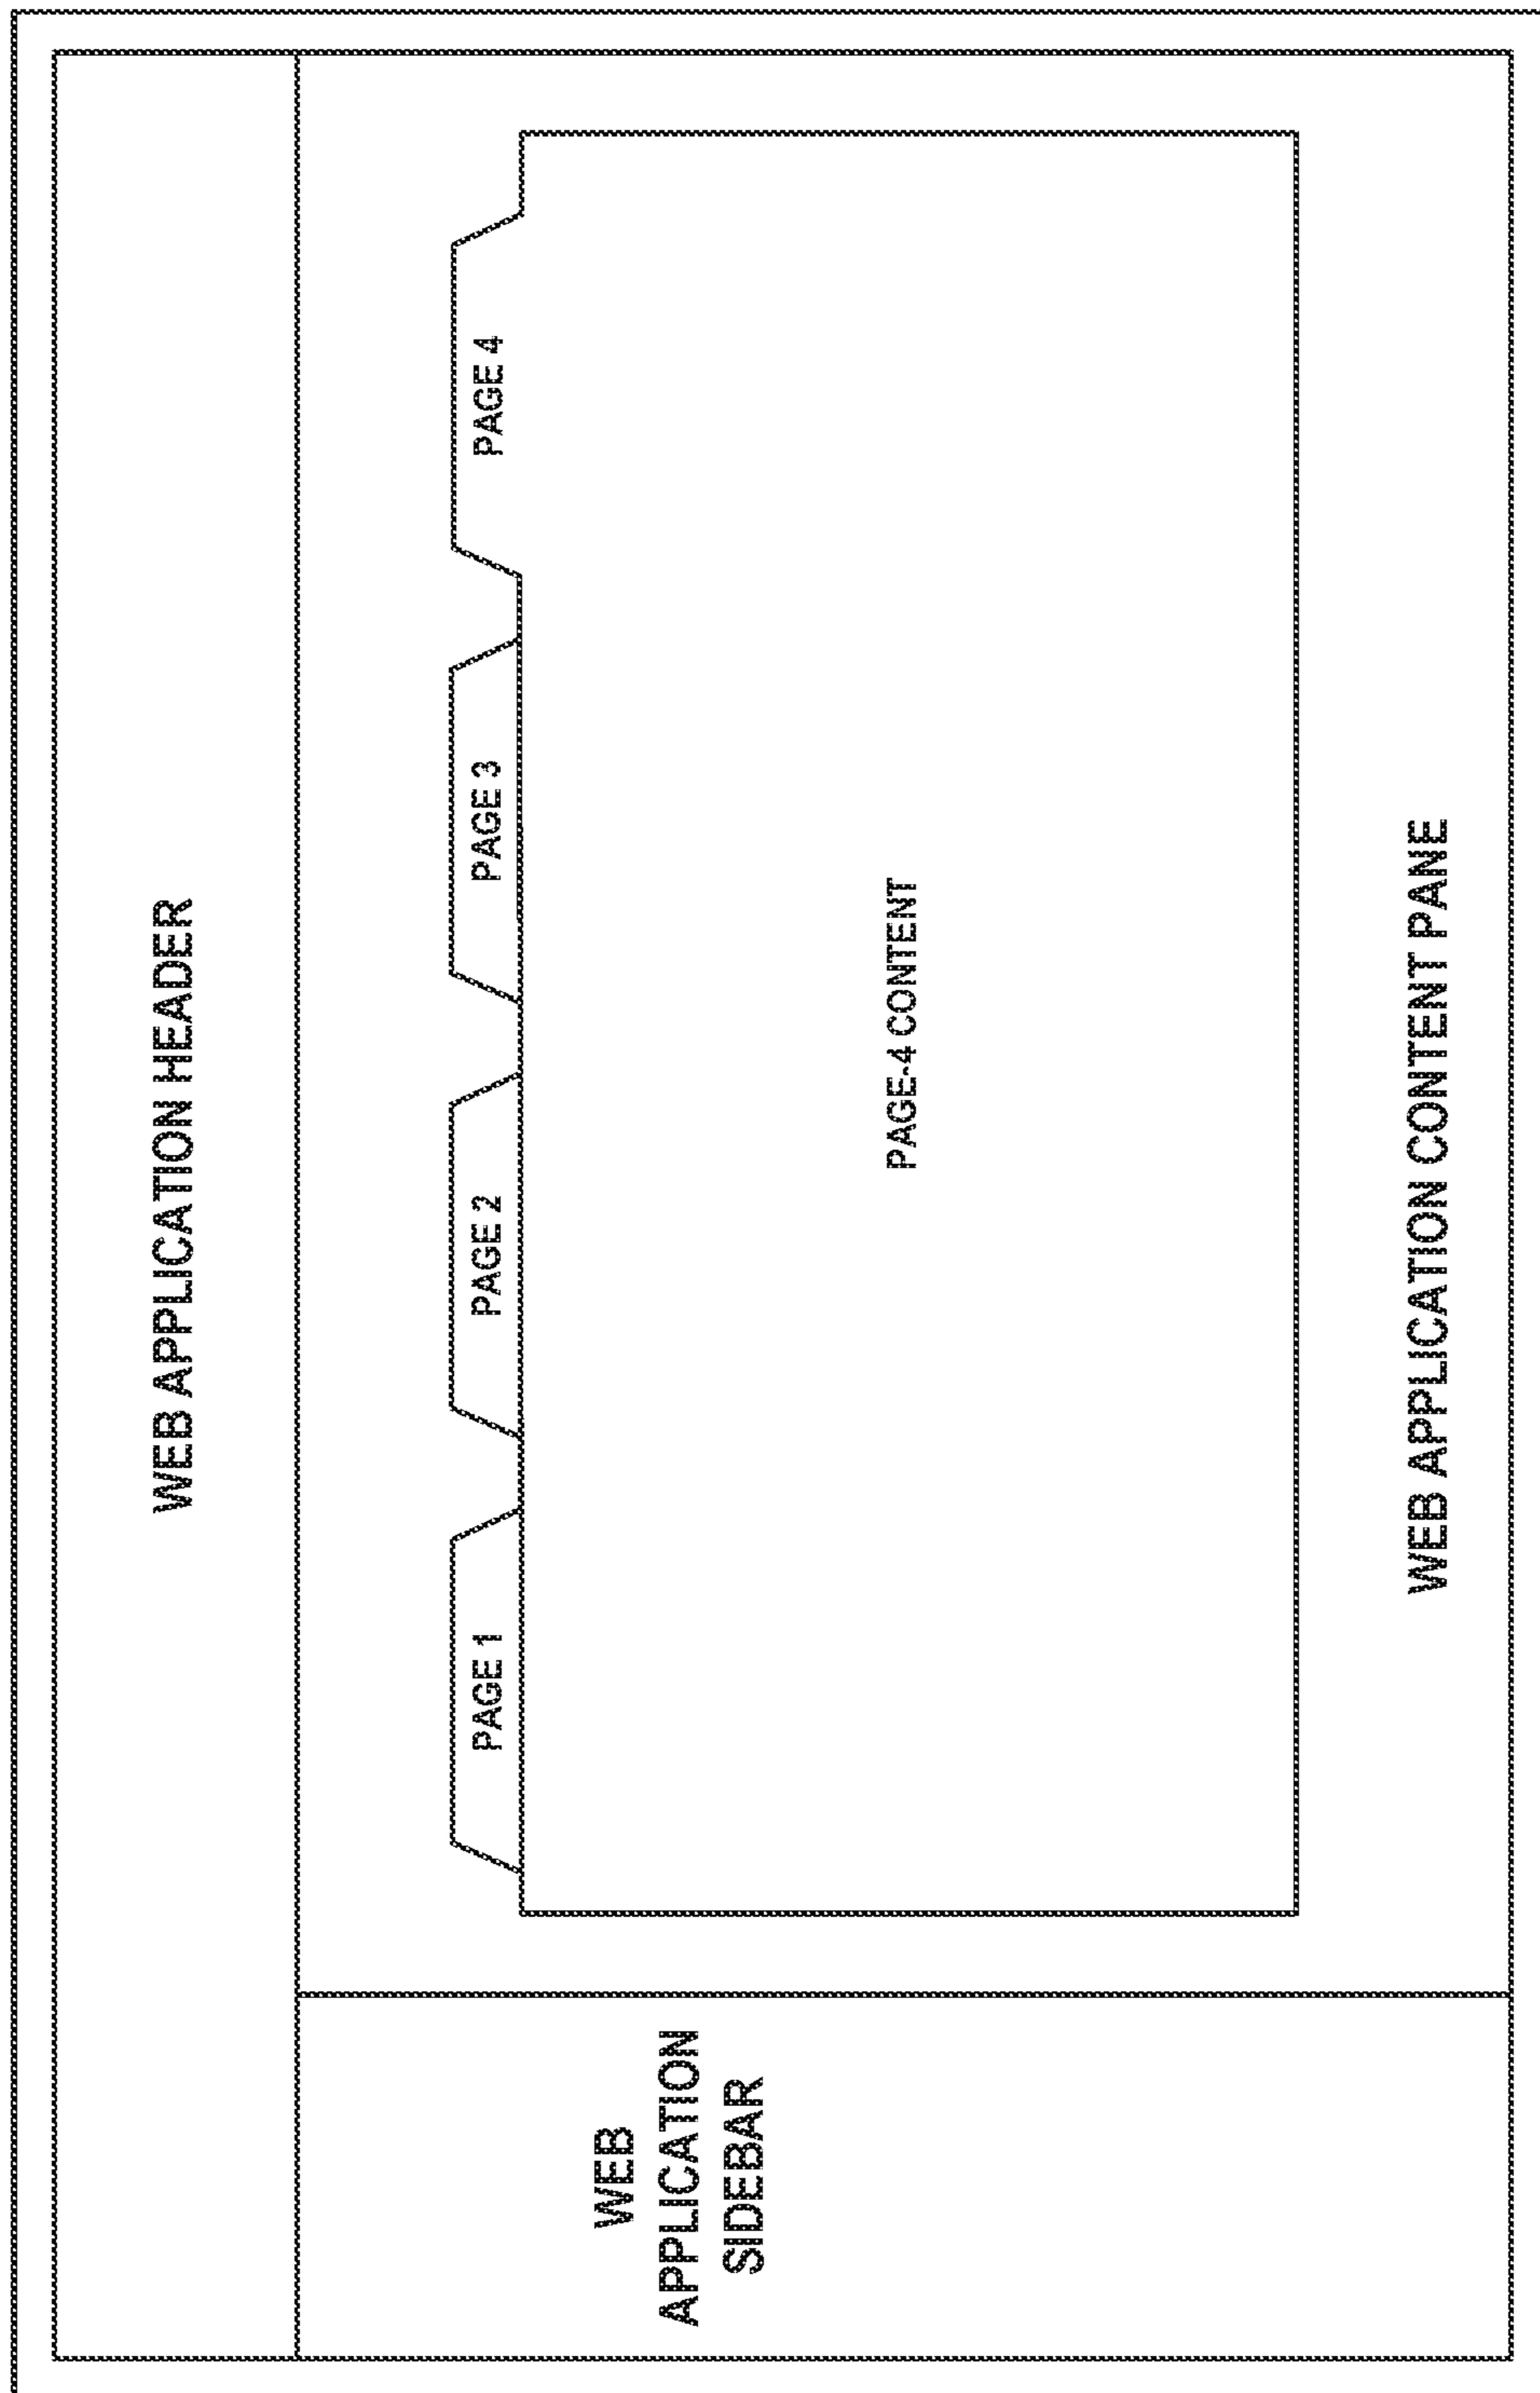 WEB APPLICATION HEADER
PAGE 1
PAGE 2
PAGE 3
PAGE 4
WEB
APPLICATION
SIDEBAR
PAGE-4 CONTENT
WEB APPLICATION CONTENT PANE